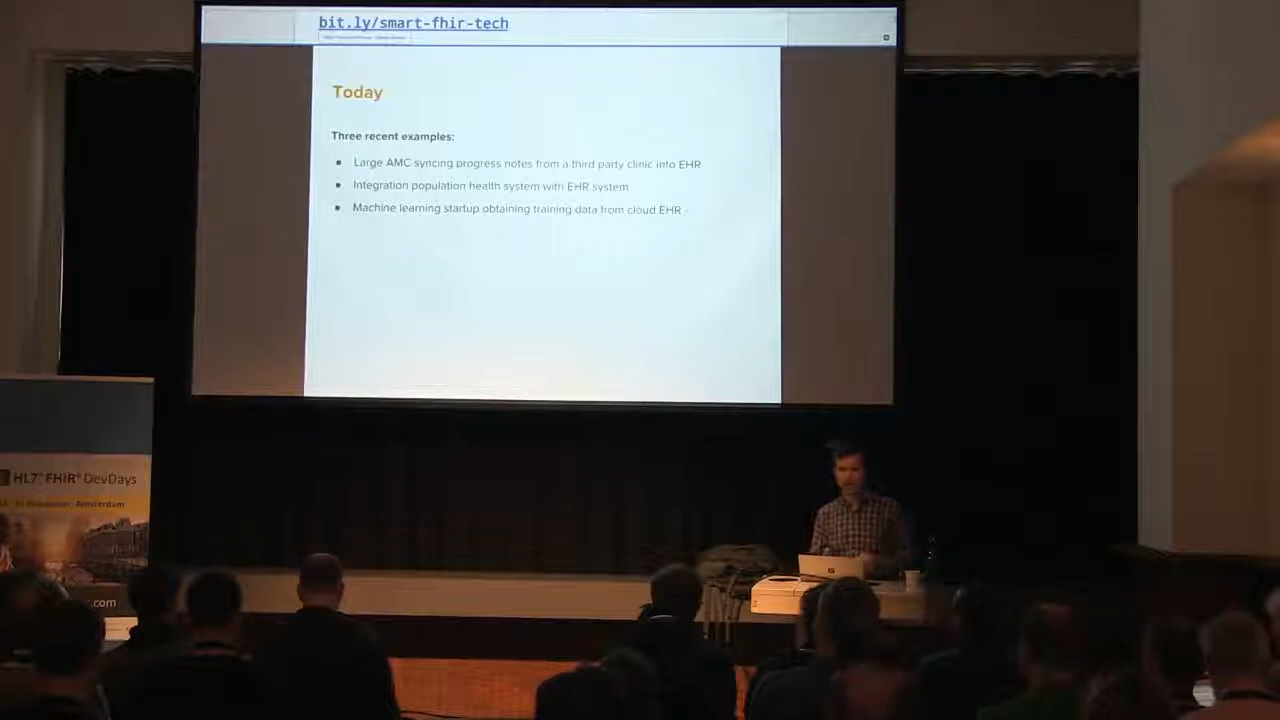 bit.ly/smart-fhir-tech
Today
Three recent examples:
• Large AMC syncing progress notes from a third party clinic into EHR
• Integration population health system with EHR system
• Machine learning startup obtaining training data from cloud EHR -
HL7® FHIR® DevDays
Amsterdam
.com